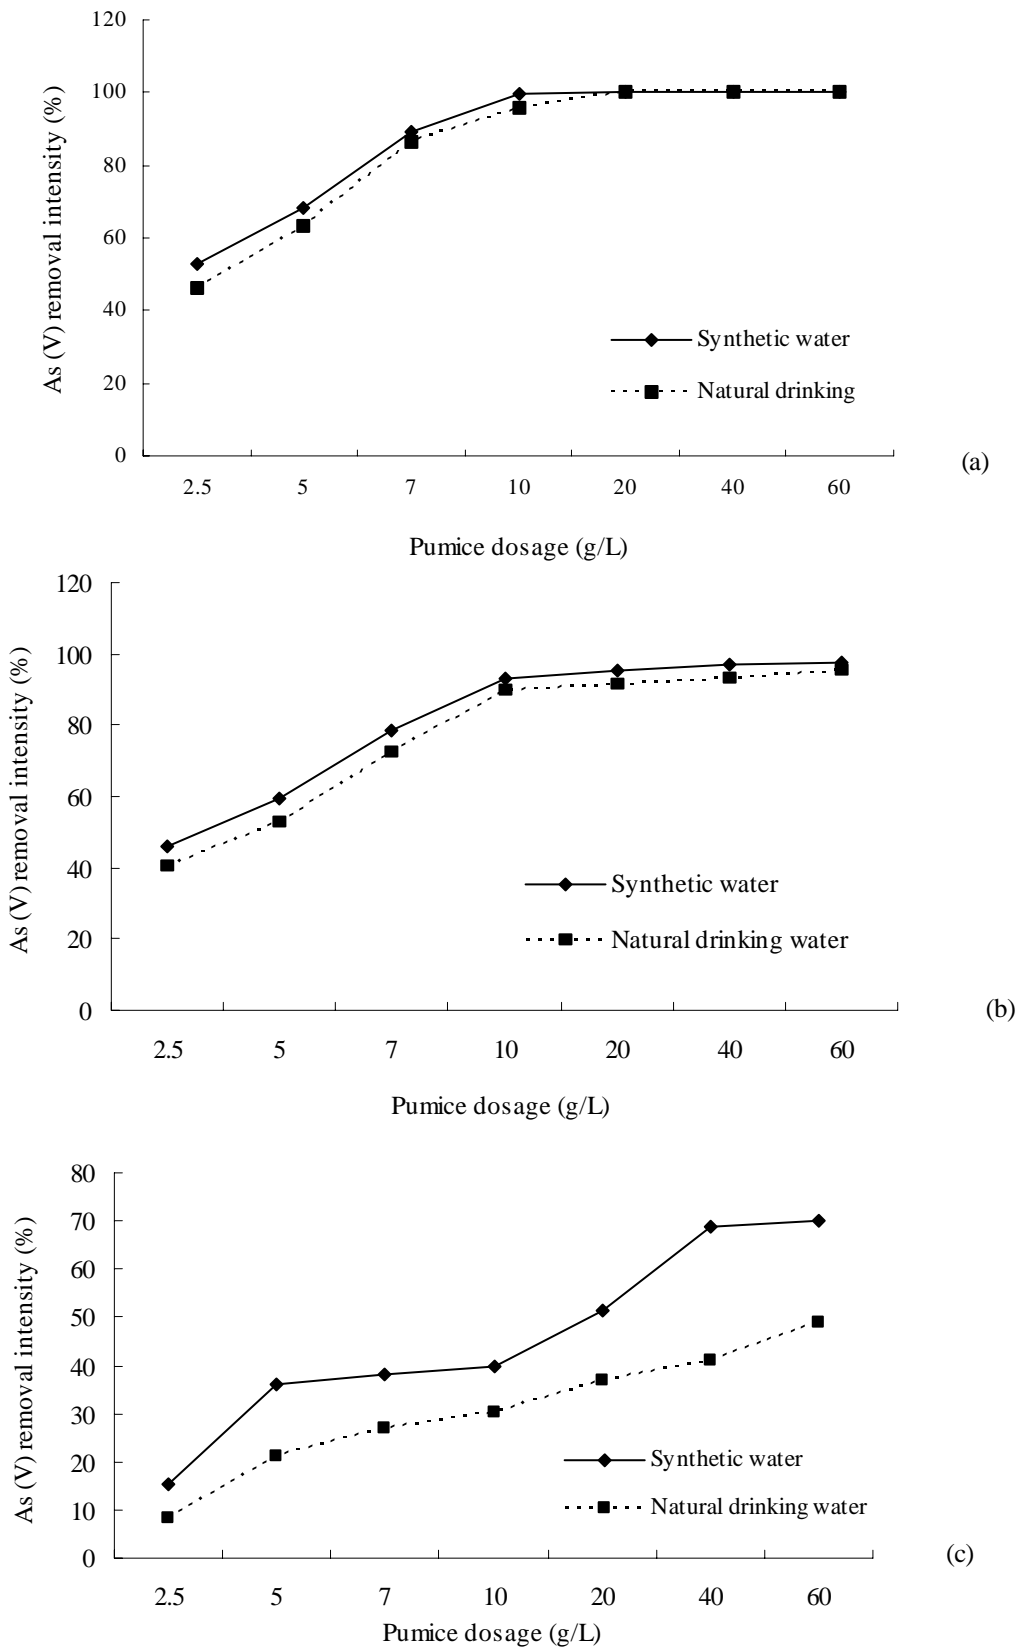 120
100
80
60
40
20
0
As (V) removal intensity (%)
Synthetic water
Natural drinking
(a)
2.5 5 7 10 20 40 60
Pumice dosage (g/L)
120
100
80
60
40
20
0
As (V) removal intensity (%)
Synthetic water
Natural drinking water
(b)
2.5 5 7 10 20 40 60
Pumice dosage (g/L)
80
70
60
50
40
30
20
10
0
As (V) removal intensity (%)
Synthetic water
Natural drinking water
(c)
2.5 5 7 10 20 40 60
Pumice dosage (g/L)